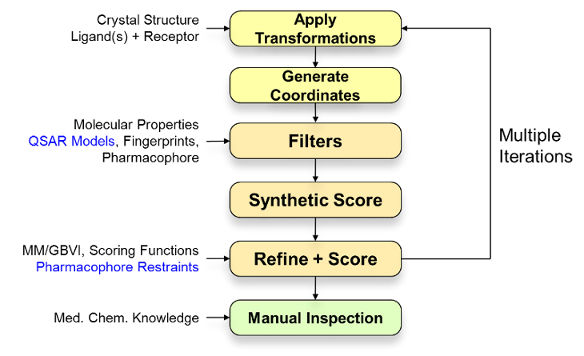 Crystal Structure
Ligand(s) + Receptor
Apply
Transformations
Generate
Coordinates
Molecular Properties
QSAR Models, Fingerprints,
Pharmacophore
Filters
Multiple
Iterations
Synthetic Score
MM/GBVI, Scoring Functions
Pharmacophore Restraints
Refine + Score
Med. Chem. Knowledge
Manual Inspection